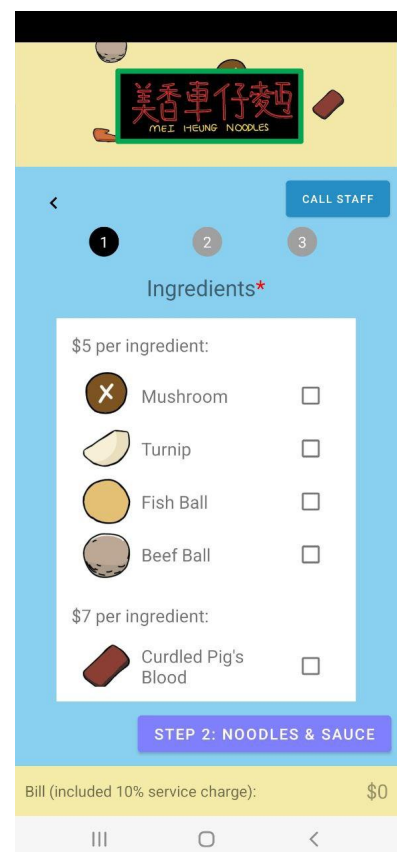 美香車仔麵
MEI HEUNG NOODLES
CALL STAFF
1
2
3
Ingredients*
$5 per ingredient:
Mushroom
Turnip
Fish Ball
Beef Ball
$7 per ingredient:
Curdled Pig's
Blood
STEP 2: NOODLES & SAUCE
Bill (included 10% service charge): $0